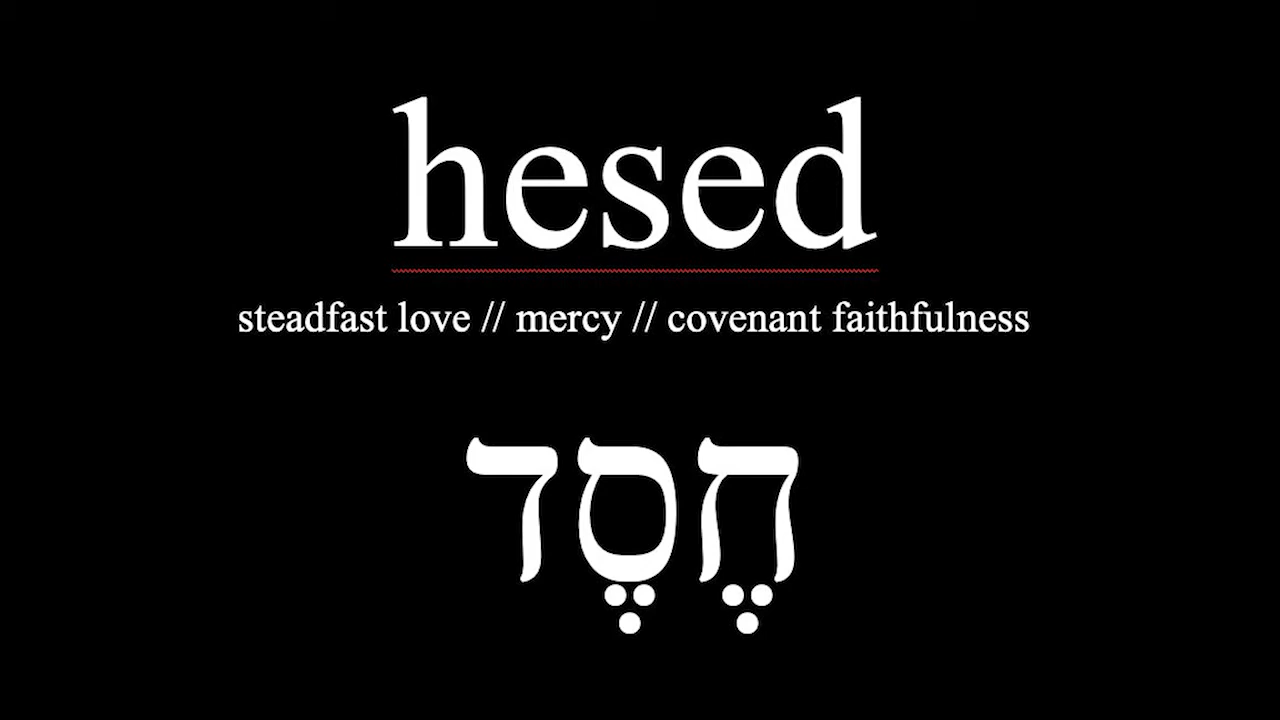 hesed
steadfast love // mercy // covenant faithfulness
חֶסֶד